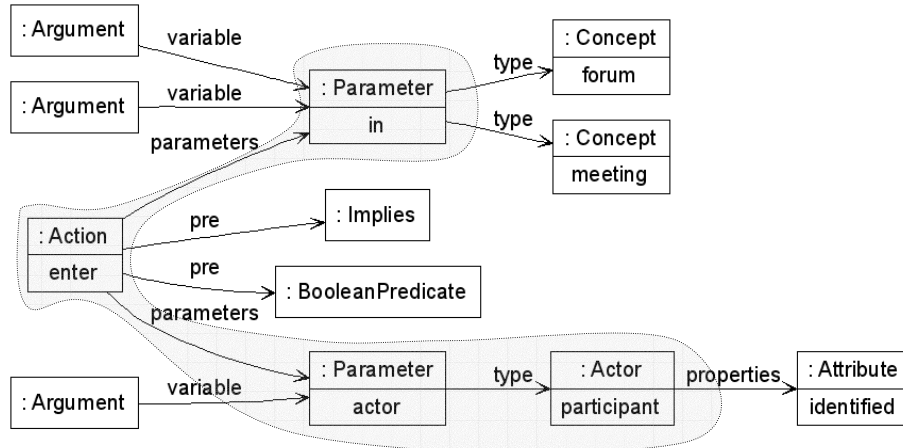 : Argument
variable
: Concept
type
forum
: Argument
variable
: Parameter
in
type
: Concept
meeting
parameters
: Action
enter
pre
: Implies
pre
: BooleanPredicate
parameters
: Parameter
actor
type
: Actor
participant
properties
: Attribute
identified
: Argument
variable